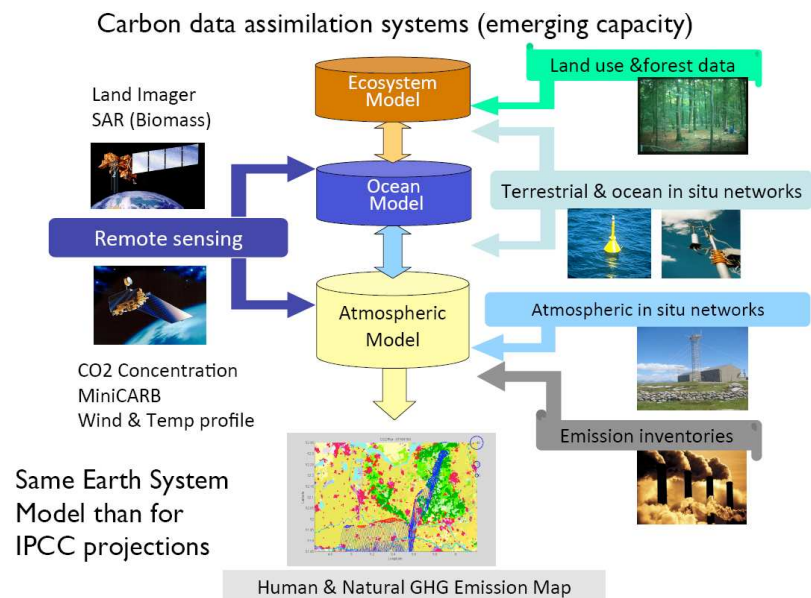 Carbon data assimilation systems (emerging capacity)
Land use &forest data
Ecosystem
Model
Land Imager
SAR (Biomass)
Ocean
Model
Terrestrial & ocean in situ networks
Remote sensing
Atmospheric
Model
Atmospheric in situ networks
CO2 Concentration
MiniCARB
Wind & Temp profile
Emission inventories
Same Earth System
Model than for
IPCC projections
Human & Natural GHG Emission Map